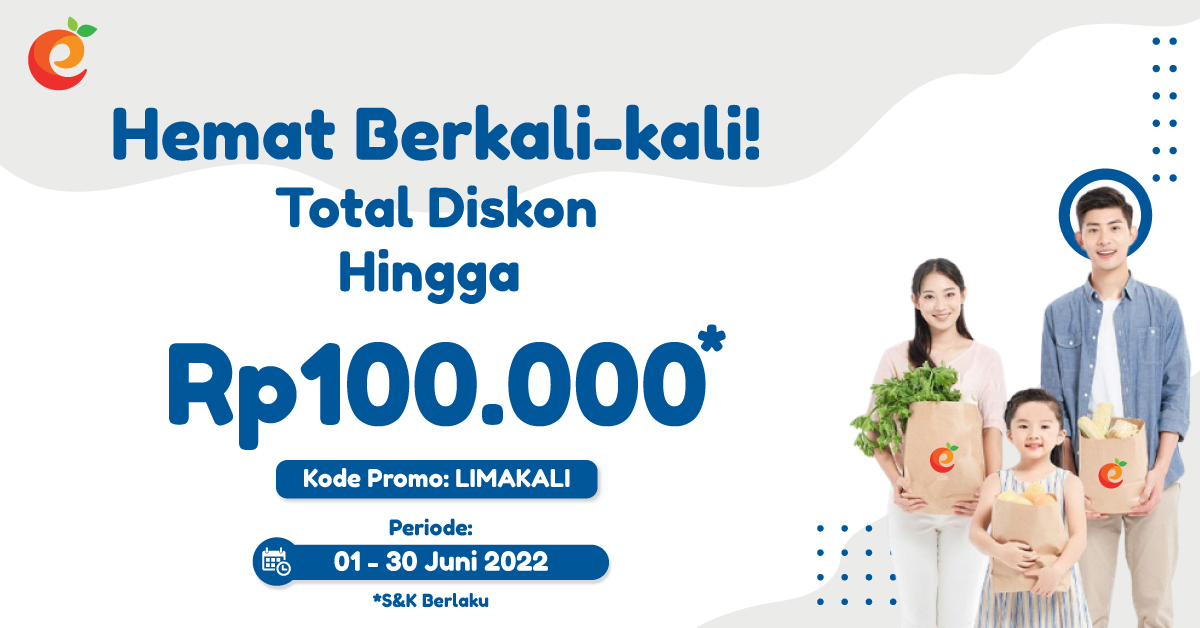 Hemat Berkali-kali!
Total Diskon
Hingga
Rp100.000*
Kode Promo: LIMAKALI
Periode:
01 - 30 Juni 2022
*S&K Berlaku